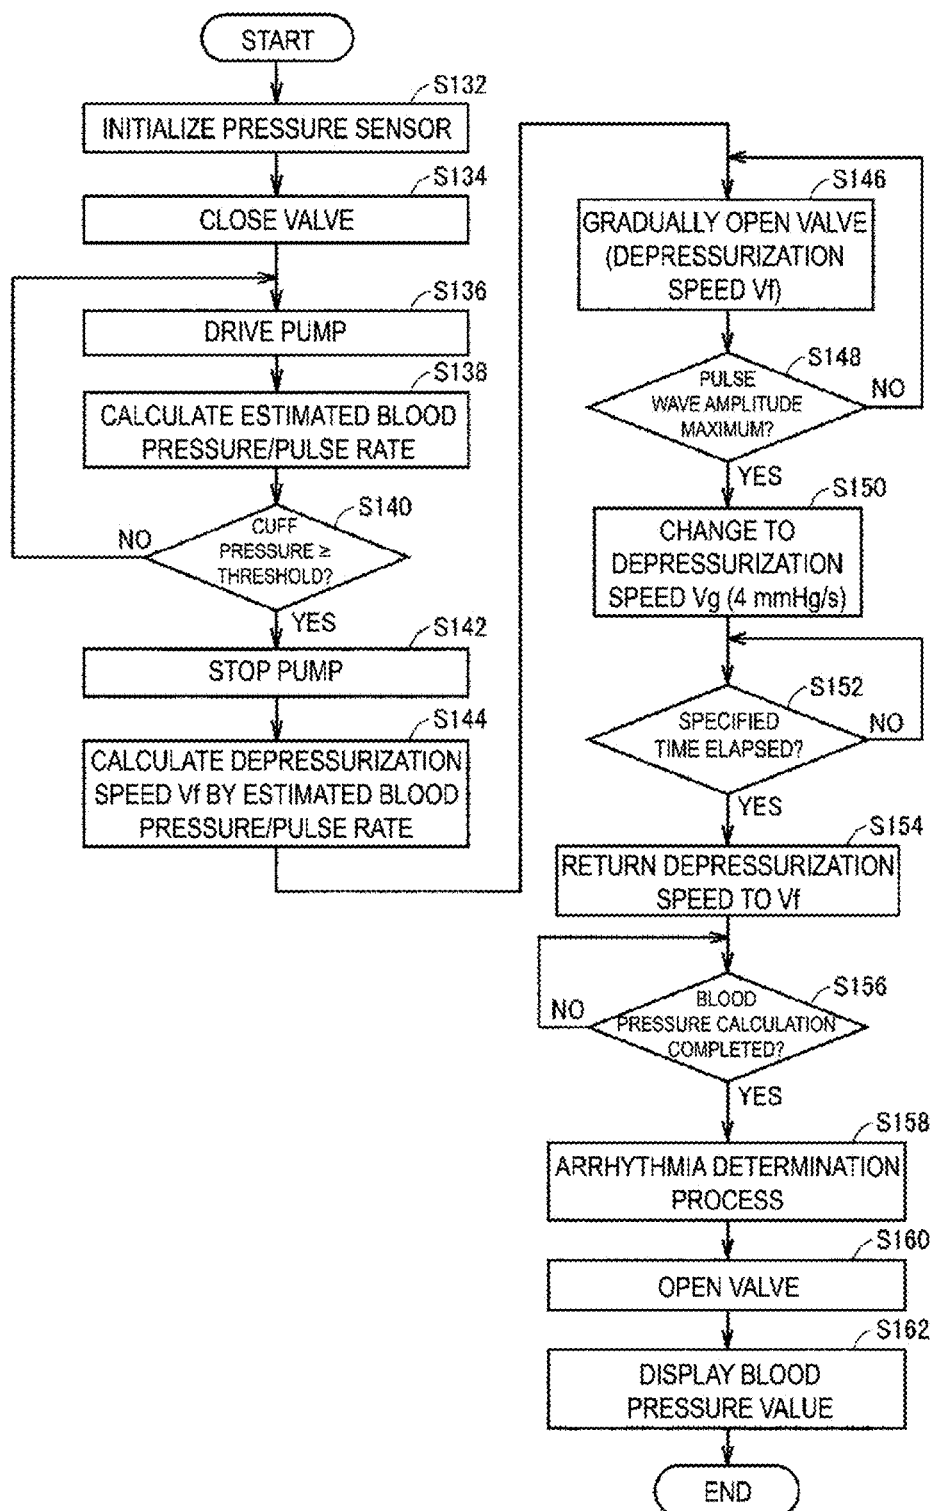 START
S132
INITIALIZE PRESSURE SENSOR
S134
CLOSE VALVE
S136
DRIVE PUMP
S138
CALCULATE ESTIMATED BLOOD
PRESSURE/PULSE RATE
S140
CUFF
PRESSURE ≥
THRESHOLD?
NO
YES
S142
STOP PUMP
S144
CALCULATE DEPRESSURIZATION
SPEED Vf BY ESTIMATED BLOOD
PRESSURE/PULSE RATE
S146
GRADUALLY OPEN VALVE
(DEPRESSURIZATION
SPEED Vf)
S148
PULSE
WAVE AMPLITUDE
MAXIMUM?
NO
YES
S150
CHANGE TO
DEPRESSURIZATION
SPEED Vg (4 mmHg/s)
S152
SPECIFIED
TIME ELAPSED?
NO
YES
S154
RETURN DEPRESSURIZATION
SPEED TO Vf
S156
BLOOD
PRESSURE CALCULATION
COMPLETED?
NO
YES
S158
ARRHYTHMIA DETERMINATION
PROCESS
S160
OPEN VALVE
S162
DISPLAY BLOOD
PRESSURE VALUE
END